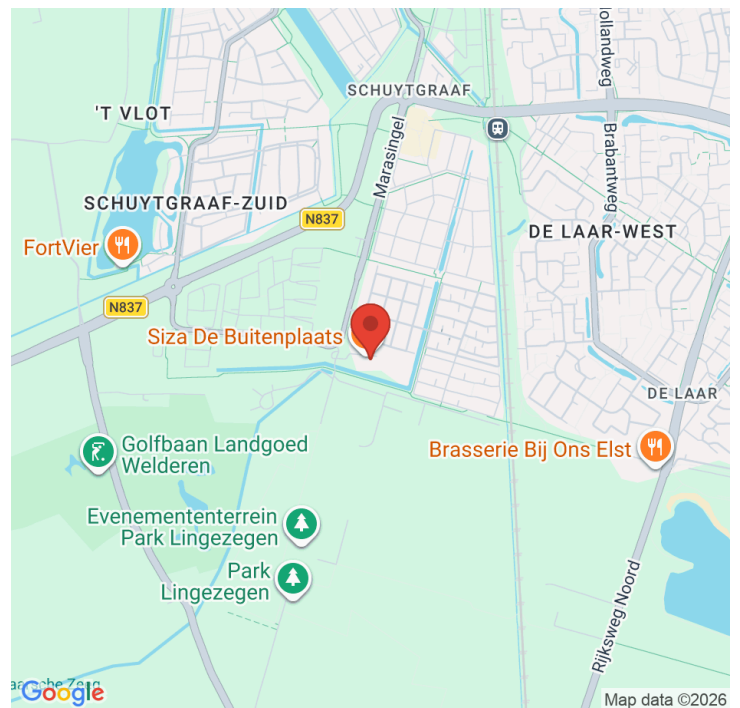 Hollandweg
SCHUYTGRAAF
'T VLOT
Marasingel
Brabantweg
SCHUYTGRAAF-ZUID
N837
DE LAAR-WEST
FortVier
N837
Siza De Buitenplaats
DE LAAR
Golfbaan Landgoed
Welderen
Brasserie Bij Ons Elst
Evenemententerrein
Park Lingezegen
Park
Lingezegen
Rijksweg Noord
Google
Map data ©2026